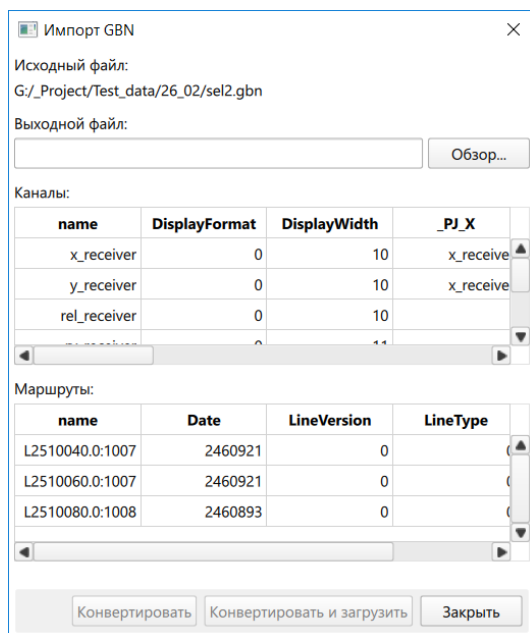 Импорт GBN
Исходный файл:
G:/_Project/Test_data/26_02/sel2.gbn
Выходной файл:
Обзор...
Каналы:
name DisplayFormat DisplayWidth _PJ_X
x_receiver 0 10 x_receive
y_receiver 0 10 x_receive
rel_receiver 0 10
Маршруты:
name Date LineVersion LineType
L2510040.0:1007 2460921 0
L2510060.0:1007 2460921 0
L2510080.0:1008 2460893 0
Конвертировать Конвертировать и загрузить Закрыть